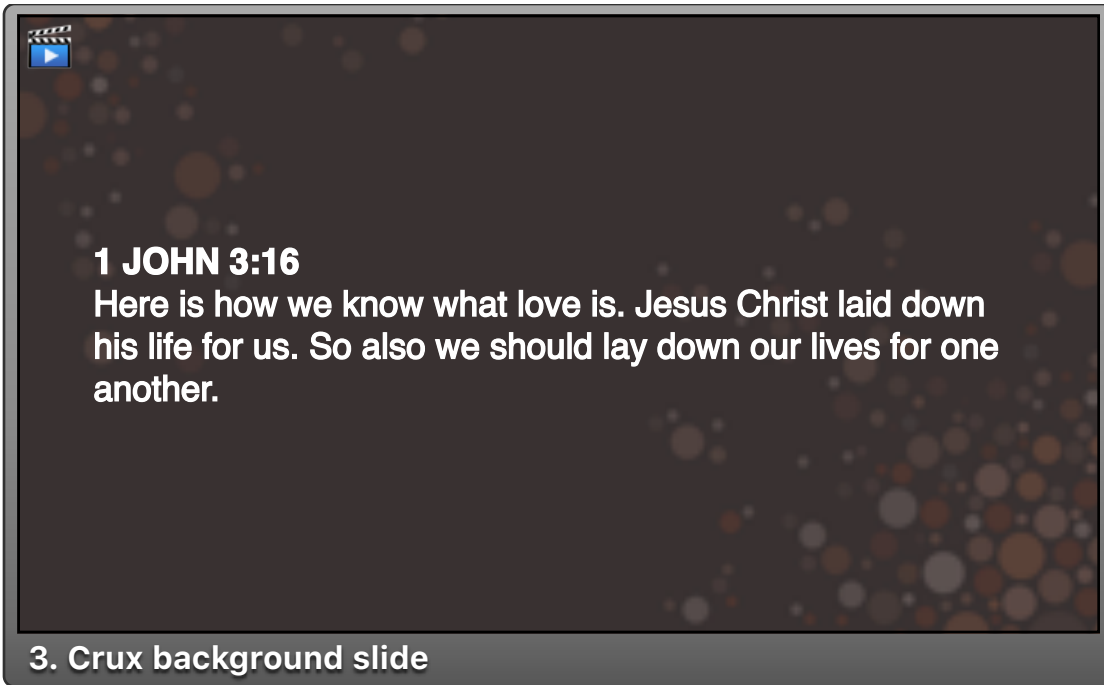 1 JOHN 3:16
Here is how we know what love is. Jesus Christ laid down
his life for us. So also we should lay down our lives for one
another.
3. Crux background slide